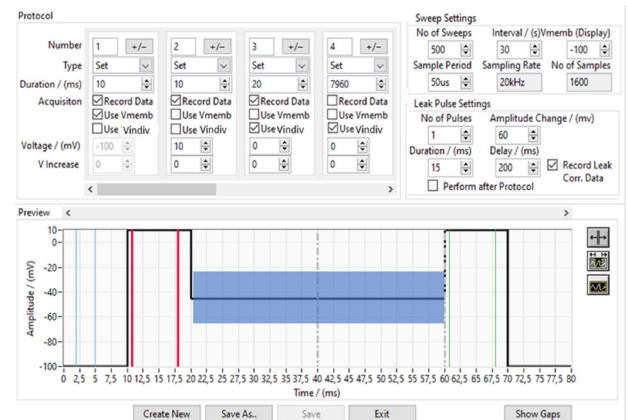 Protocol
Number 1 +/− 2 +/− 3 +/− 4 +/−
Type Set Set Set Set
Duration / (ms) 10 10 20 7960
Acquisiton Record Data Record Data Record Data Record Data
Use Vmemb Use Vmemb Use Vmemb Use Vmemb
Use Vindiv Use Vindiv Use Vindiv Use Vindiv
Voltage / (mV) -100 10 0 0
V Increase 0 0 0 0
Sweep Settings
No of Sweeps Interval / (s) Vmemb (Display)
500 30 -100
Sample Period Sampling Rate No of Samples
50us 20kHz 1600
Leak Pulse Settings
No of Pulses Amplitude Change / (mv)
1 60
Duration / (ms) Delay / (ms)
15 200 Record Leak
Corr. Data
Perform after Protocol
Preview < >
Amplitude / (mV)
10
0
-20
-40
-60
-80
-100
0 2,5 5 7,5 10 12,5 15 17,5 20 22,5 25 27,5 30 32,5 35 37,5 40 42,5 45 47,5 50 52,5 55 57,5 60 62,5 65 67,5 70 72,5 75 77,5 80
Time / (ms)
Create New Save As.. Save Exit Show Gaps